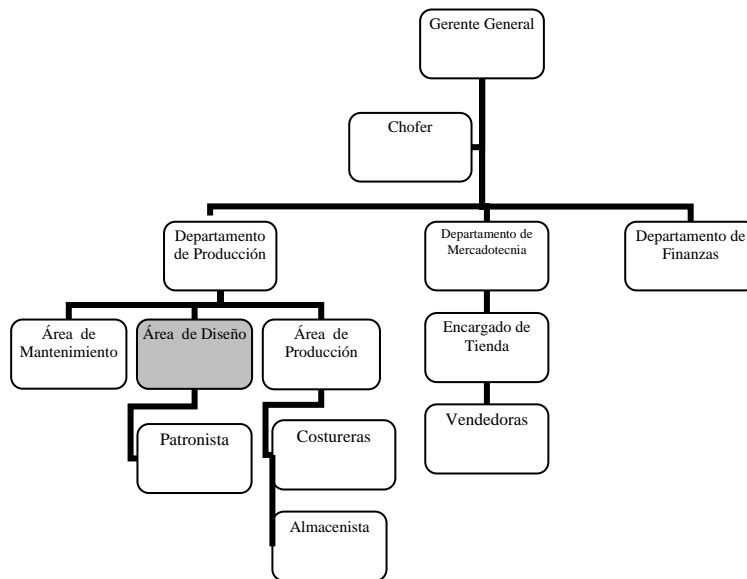 Gerente General
Chofer
Departamento
de Producción
Departamento de
Mercadotecnia
Departamento de
Finanzas
Área de
Mantenimiento
Área de Diseño
Área de
Producción
Encargado de
Tienda
Patronista
Costureras
Vendedoras
Almacenista